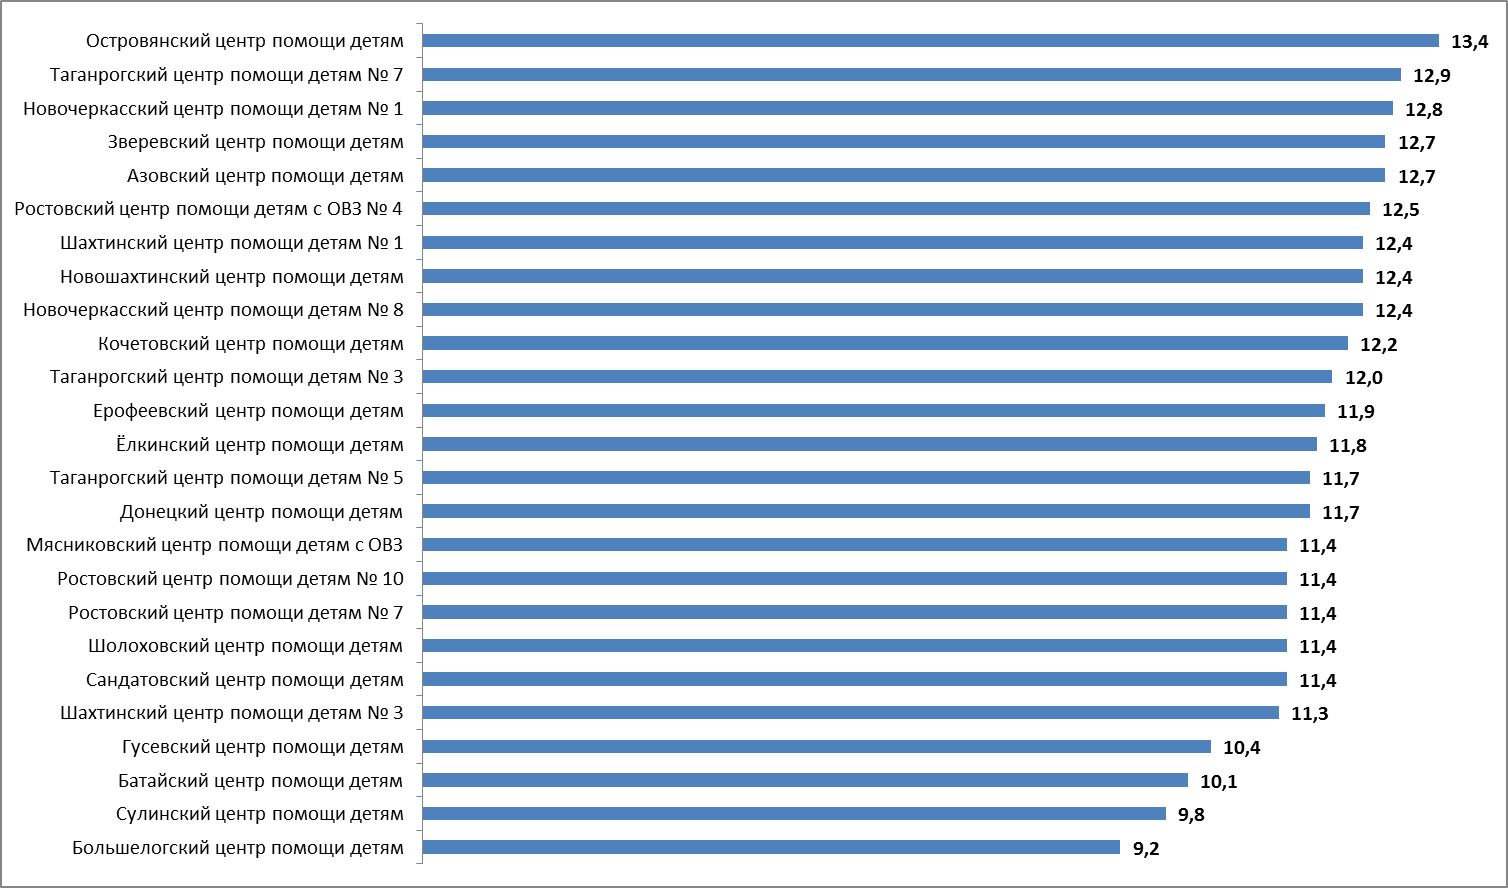 Островянский центр помощи детям 13,4
Таганрогский центр помощи детям № 7 12,9
Новочеркасский центр помощи детям № 1 12,8
Зверевский центр помощи детям 12,7
Азовский центр помощи детям 12,7
Ростовский центр помощи детям с ОВЗ № 4 12,5
Шахтинский центр помощи детям № 1 12,4
Новошахтинский центр помощи детям 12,4
Новочеркасский центр помощи детям № 8 12,4
Кочетовский центр помощи детям 12,2
Таганрогский центр помощи детям № 3 12,0
Ерофеевский центр помощи детям 11,9
Ёлкинский центр помощи детям 11,8
Таганрогский центр помощи детям № 5 11,7
Донецкий центр помощи детям 11,7
Мясниковский центр помощи детям с ОВЗ 11,4
Ростовский центр помощи детям № 10 11,4
Ростовский центр помощи детям № 7 11,4
Шолоховский центр помощи детям 11,4
Сандатовский центр помощи детям 11,4
Шахтинский центр помощи детям № 3 11,3
Гусевский центр помощи детям 10,4
Батайский центр помощи детям 10,1
Сулинский центр помощи детям 9,8
Большелогский центр помощи детям 9,2